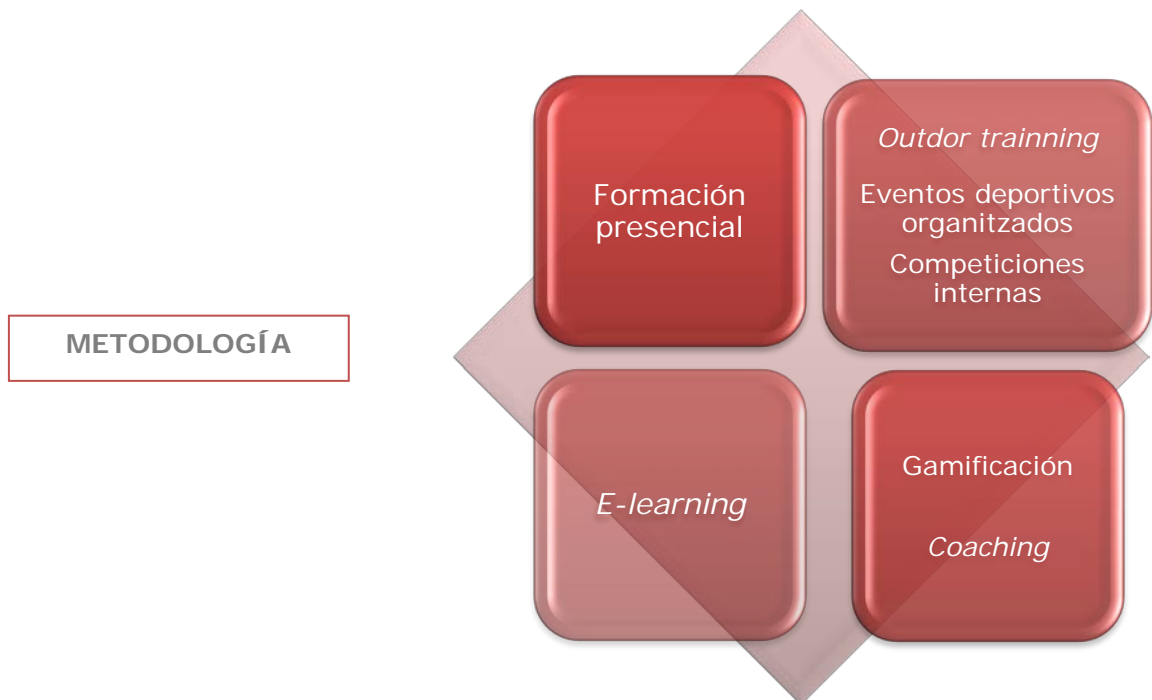 METODOLOGÍA
Formación
presencial
Outdor trainning
Eventos deportivos
organitzados
Competiciones
internas
E-learning
Gamificación
Coaching